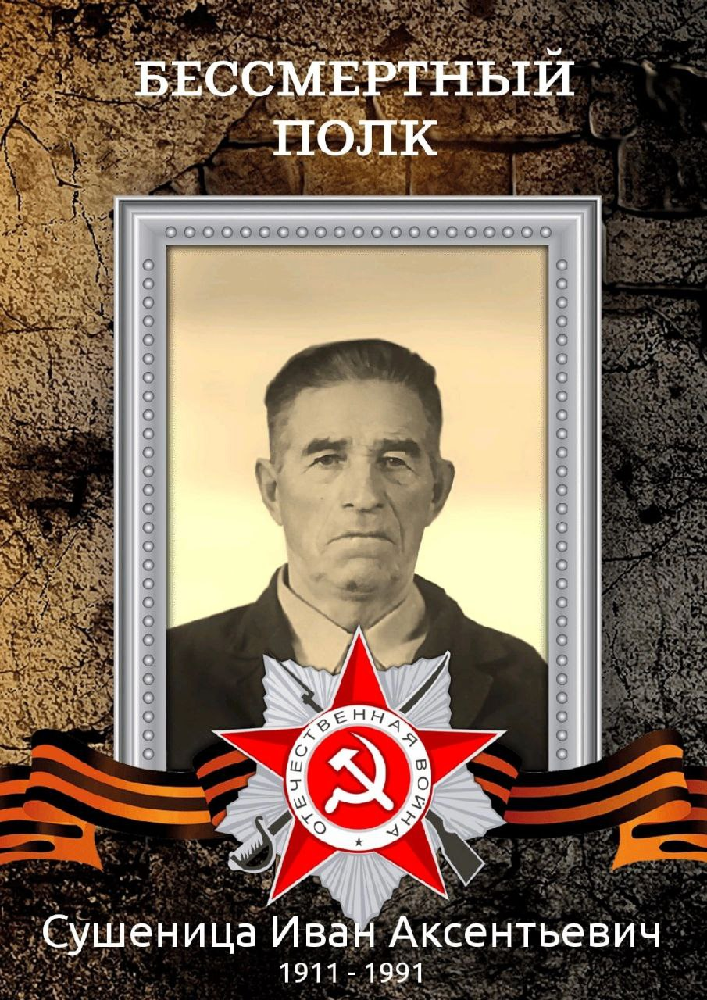 БЕССМЕРТНЫЙ
ПОЛК
ОТЕЧЕСТВЕННАЯ ВОЙНА
Сушеница Иван Аксентьевич
1911 - 1991